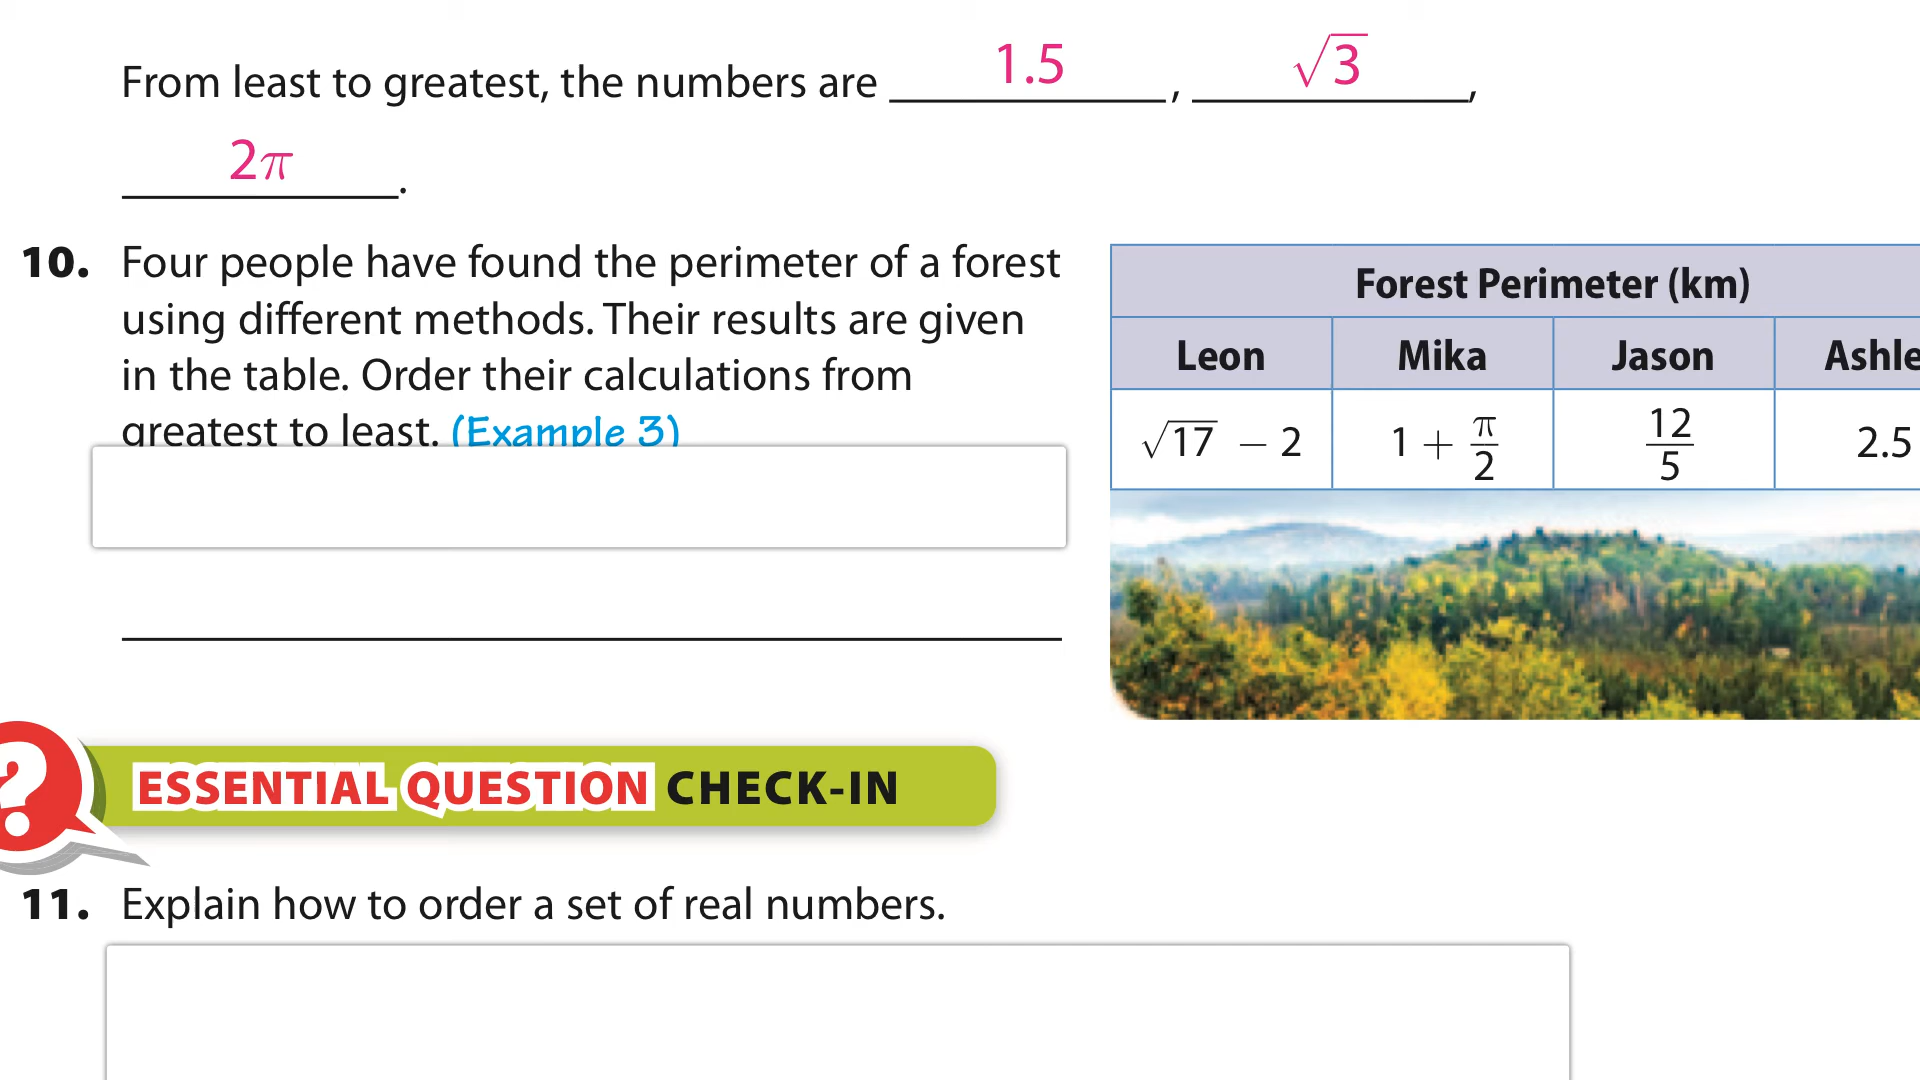 From least to greatest, the numbers are 1.5, √3,
2π.
10. Four people have found the perimeter of a forest
using different methods. Their results are given
in the table. Order their calculations from
greatest to least. (Example 3)
Forest Perimeter (km)
Leon Mika Jason
√17 − 2 1 + π/2 12/5 2.5
? ESSENTIAL QUESTION CHECK-IN
11. Explain how to order a set of real numbers.